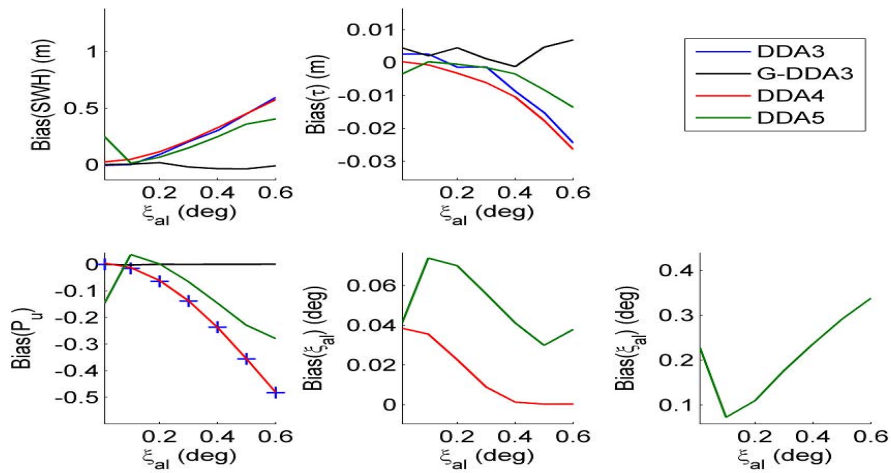 Bias(SWH) (m)
1
0.5
0
0.2 0.4 0.6
ξal (deg)
Bias(τ) (m)
0.01
0
-0.01
-0.02
-0.03
0.2 0.4 0.6
ξal (deg)
DDA3
G-DDA3
DDA4
DDA5
Bias(Pu)
0
-0.1
-0.2
-0.3
-0.4
-0.5
0.2 0.4 0.6
ξal (deg)
Bias(ξal) (deg)
0.06
0.04
0.02
0
0.2 0.4 0.6
ξal (deg)
Bias(ξal) (deg)
0.4
0.3
0.2
0.1
0.2 0.4 0.6
ξal (deg)